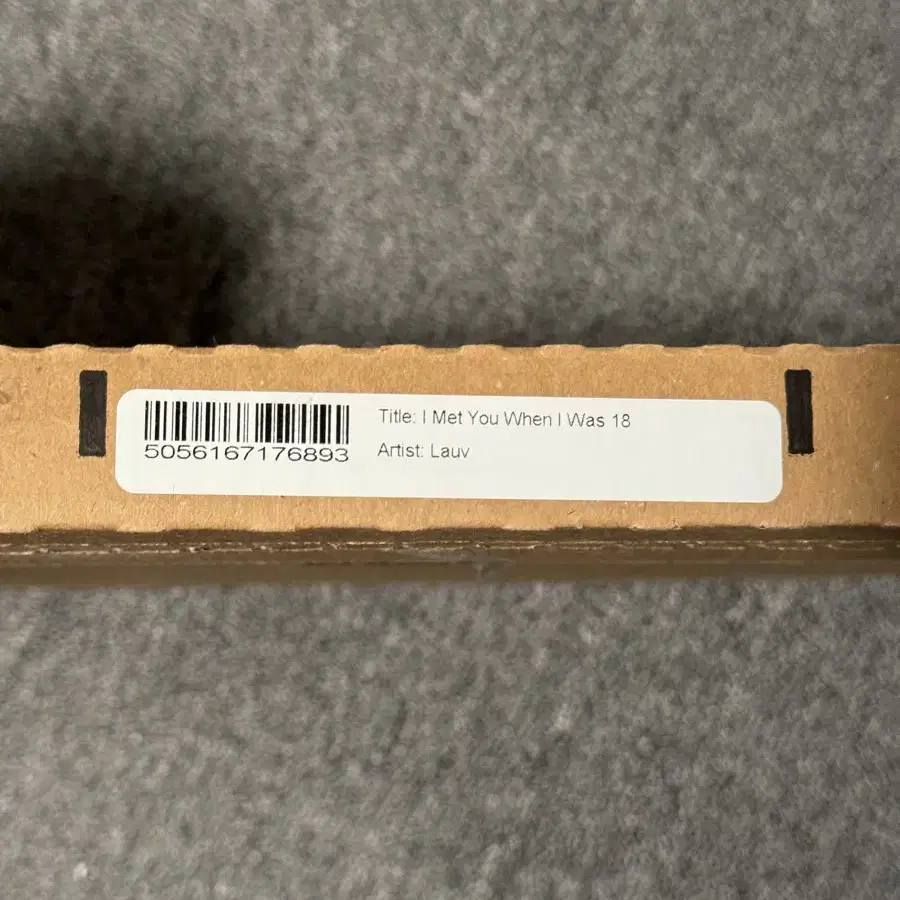 Title: I Met You When I Was 18
Artist: Lauv
5056167176893